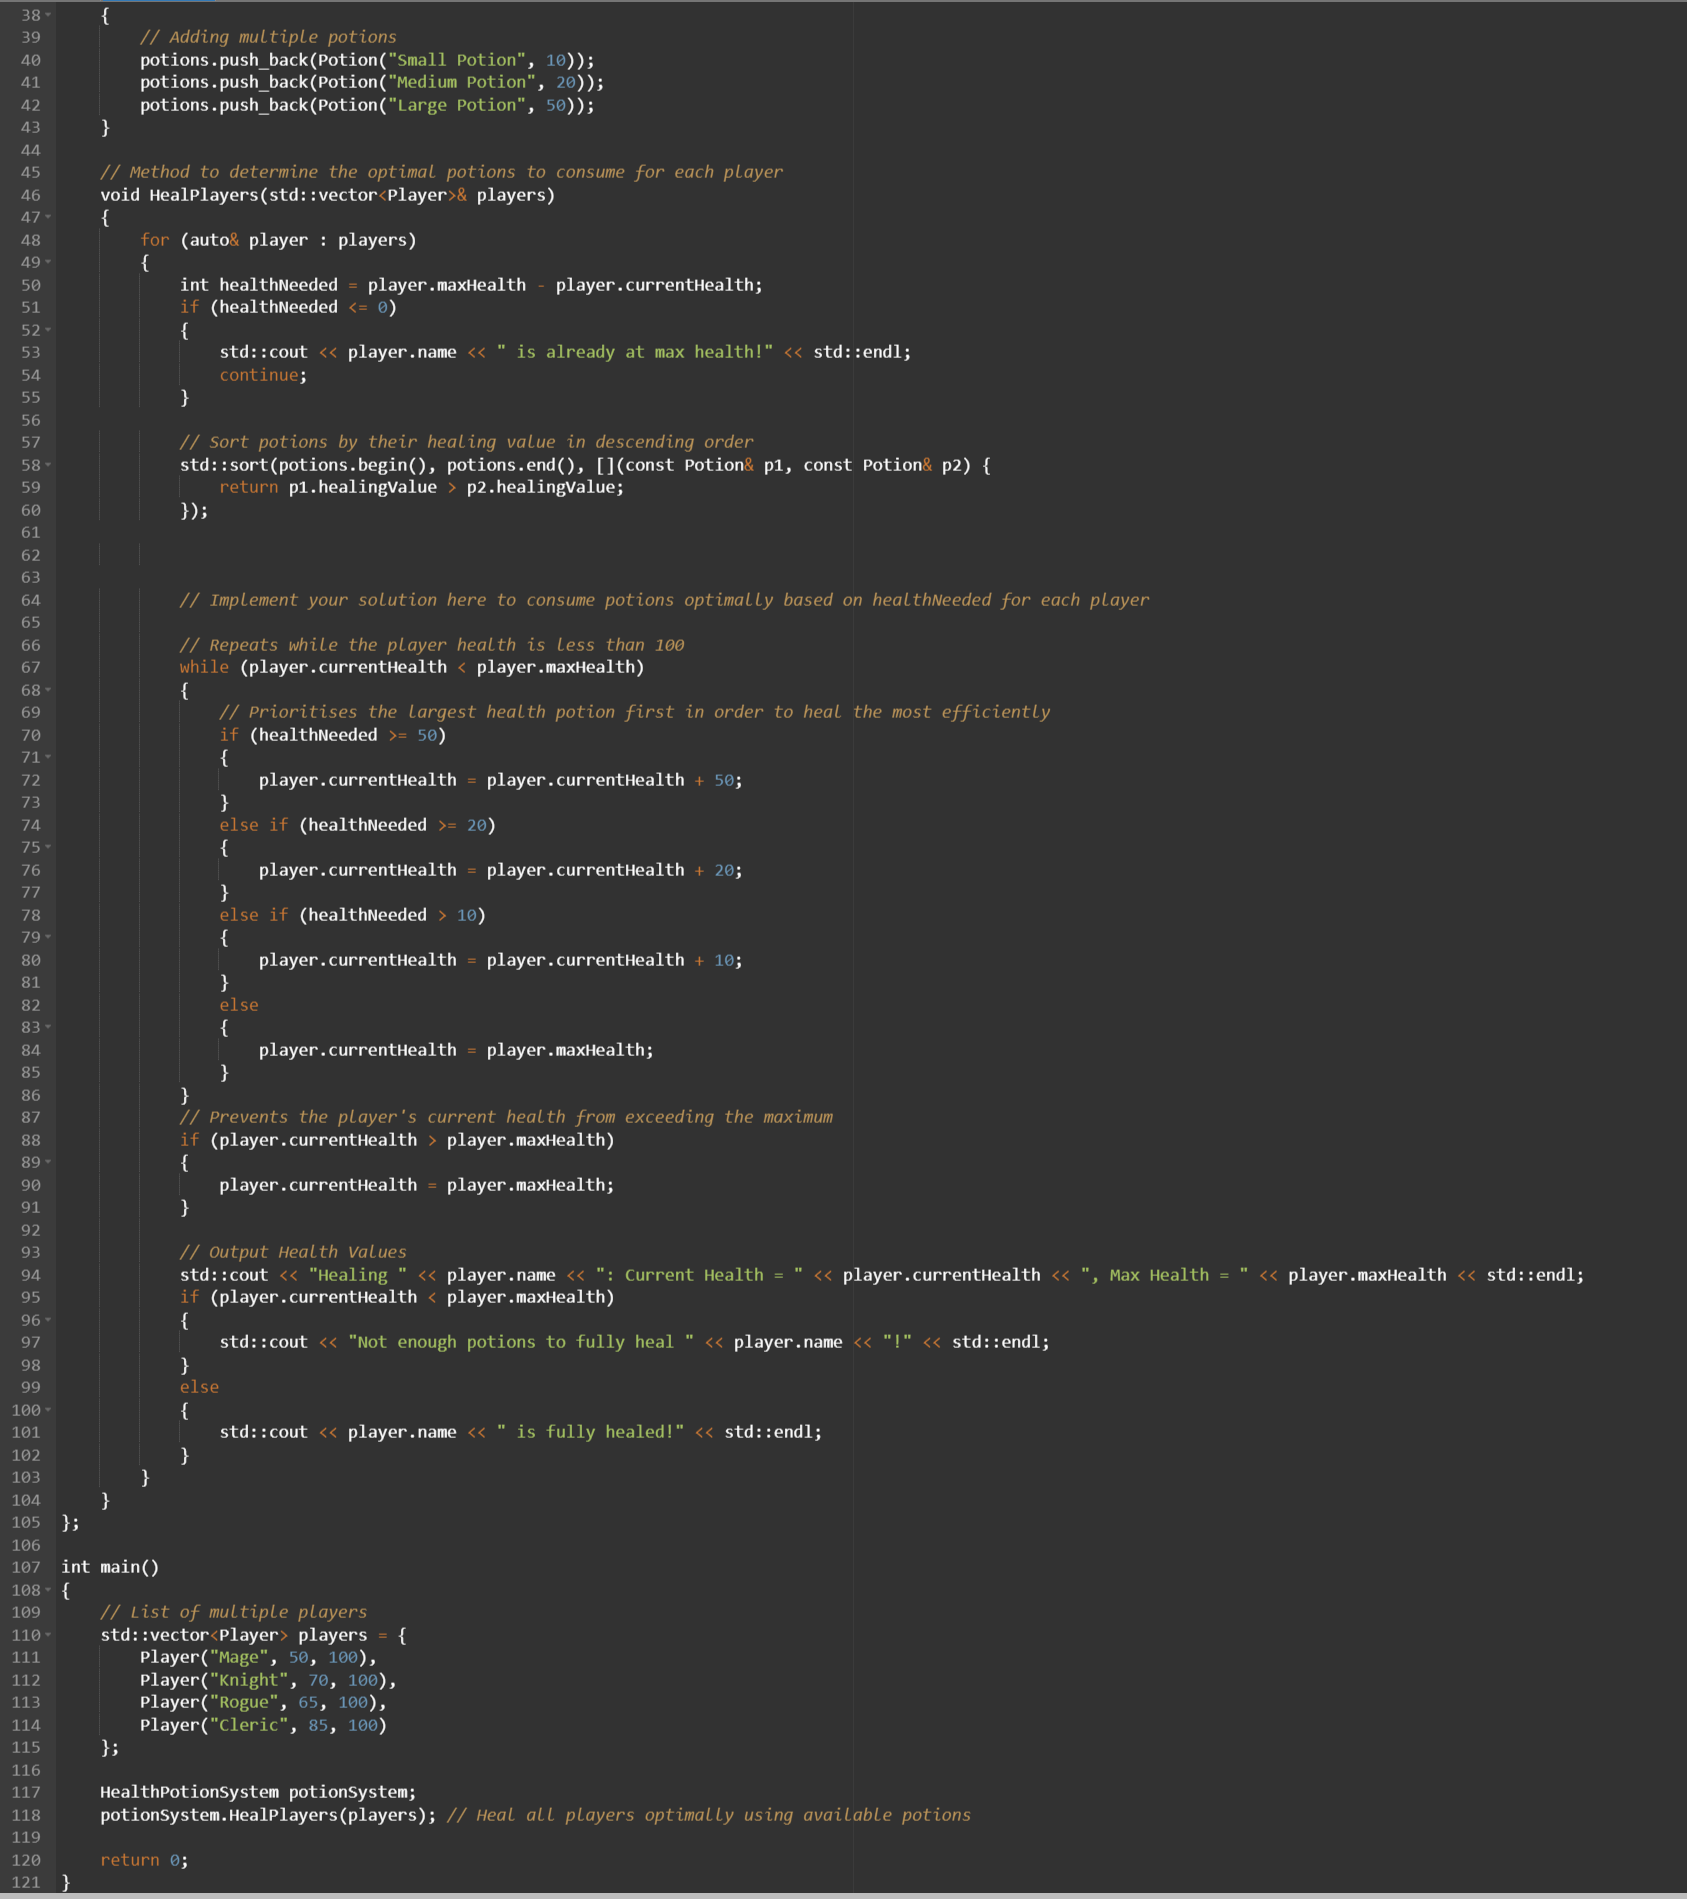 38 {
39 // Adding multiple potions
40 potions.push_back(Potion("Small Potion", 10));
41 potions.push_back(Potion("Medium Potion", 20));
42 potions.push_back(Potion("Large Potion", 50));
43 }
44
45 // Method to determine the optimal potions to consume for each player
46 void HealPlayers(std::vector<Player>& players)
47 {
48 for (auto& player : players)
49 {
50 int healthNeeded = player.maxHealth - player.currentHealth;
51 if (healthNeeded <= 0)
52 {
53 std::cout << player.name << " is already at max health!" << std::endl;
54 continue;
55 }
56
57 // Sort potions by their healing value in descending order
58 std::sort(potions.begin(), potions.end(), [](const Potion& p1, const Potion& p2) {
59 return p1.healingValue > p2.healingValue;
60 });
61
62
63
64 // Implement your solution here to consume potions optimally based on healthNeeded for each player
65
66 // Repeats while the player health is less than 100
67 while (player.currentHealth < player.maxHealth)
68 {
69 // Prioritises the largest health potion first in order to heal the most efficiently
70 if (healthNeeded >= 50)
71 {
72 player.currentHealth = player.currentHealth + 50;
73 }
74 else if (healthNeeded >= 20)
75 {
76 player.currentHealth = player.currentHealth + 20;
77 }
78 else if (healthNeeded > 10)
79 {
80 player.currentHealth = player.currentHealth + 10;
81 }
82 else
83 {
84 player.currentHealth = player.maxHealth;
85 }
86 }
87 // Prevents the player's current health from exceeding the maximum
88 if (player.currentHealth > player.maxHealth)
89 {
90 player.currentHealth = player.maxHealth;
91 }
92
93 // Output Health Values
94 std::cout << "Healing " << player.name << ": Current Health = " << player.currentHealth << ", Max Health = " << player.maxHealth << std::endl;
95 if (player.currentHealth < player.maxHealth)
96 {
97 std::cout << "Not enough potions to fully heal " << player.name << "!" << std::endl;
98 }
99 else
100 {
101 std::cout << player.name << " is fully healed!" << std::endl;
102 }
103 }
104 }
105 };
106
107 int main()
108 {
109 // List of multiple players
110 std::vector<Player> players = {
111 Player("Mage", 50, 100),
112 Player("Knight", 70, 100),
113 Player("Rogue", 65, 100),
114 Player("Cleric", 85, 100)
115 };
116
117 HealthPotionSystem potionSystem;
118 potionSystem.HealPlayers(players); // Heal all players optimally using available potions
119
120 return 0;
121 }